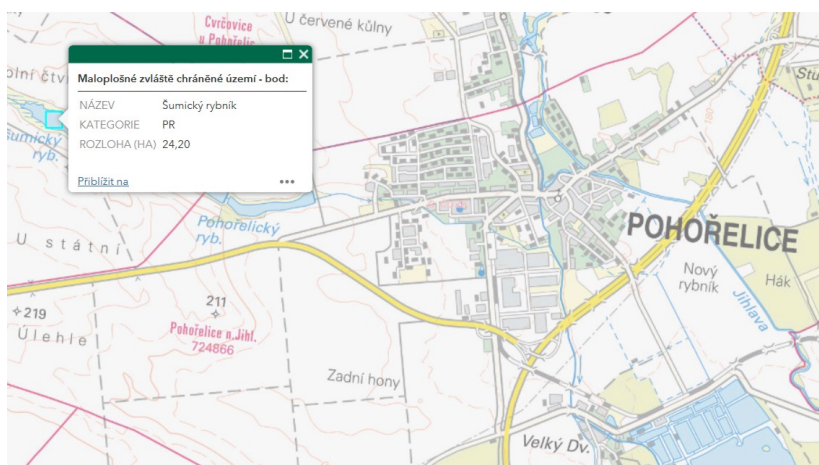 Cvrčovice
u Pohořelic
U červené kůlny
Maloplošné zvláště chráněné území - bod:
NÁZEV Šumický rybník
KATEGORIE PR
ROZLOHA (HA) 24,20
Přiblížit na
olní čtv
Šumický
ryb.
Stu
180
Pohořelický
ryb.
U státní
POHOŘELICE
Nový
rybník
Hák
Jihlava
219
Úlehle
211
Pohořelice n.Jihl.
724866
Zadní hony
Velký Dv.